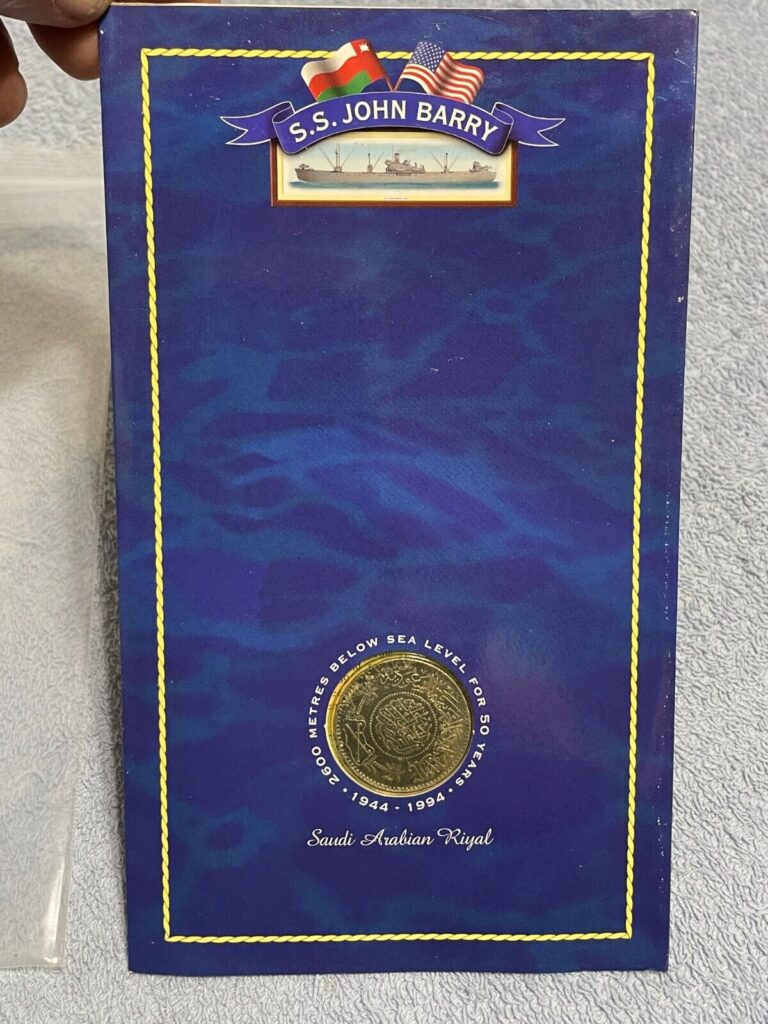 S.S. JOHN BARRY
2600 METRES BELOW SEA LEVEL FOR 50 YEARS
• 1944 - 1994 •
Saudi Arabian Riyal